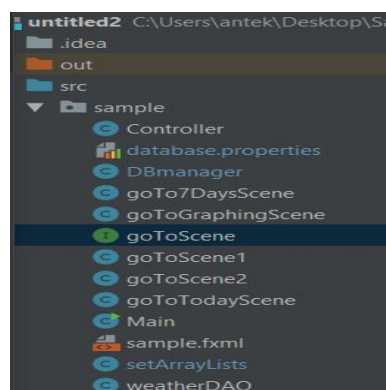 untitled2 C:\Users\antek\Desktop\Sa
.idea
out
src
sample
Controller
database.properties
DBmanager
goTo7DaysScene
goToGraphingScene
goToScene
goToScene1
goToScene2
goToTodayScene
Main
sample.fxml
setArrayLists
weatherDAO